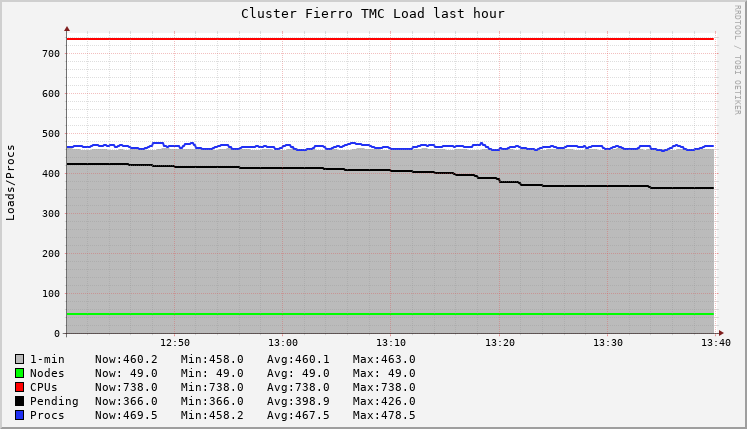 Cluster Fierro TMC Load last hour
RRDTOOL / TOBI OETIKER
Loads/Procs
700
600
500
400
300
200
100
0
12:50 13:00 13:10 13:20 13:30 13:40
1-min Now:460.2 Min:458.0 Avg:460.1 Max:463.0
Nodes Now: 49.0 Min: 49.0 Avg: 49.0 Max: 49.0
CPUs Now:738.0 Min:738.0 Avg:738.0 Max:738.0
Pending Now:366.0 Min:366.0 Avg:398.9 Max:426.0
Procs Now:469.5 Min:458.2 Avg:467.5 Max:478.5